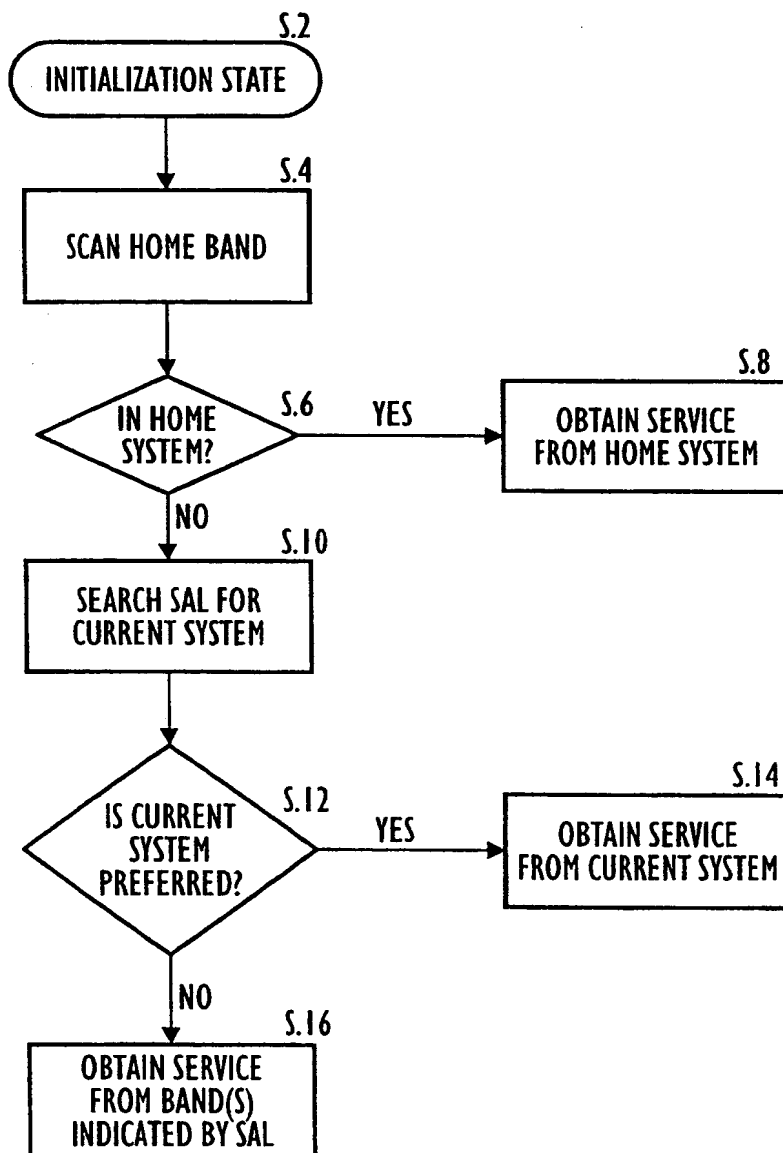 S.2
INITIALIZATION STATE
S.4
SCAN HOME BAND
S.6
IN HOME
SYSTEM?
YES
S.8
OBTAIN SERVICE
FROM HOME SYSTEM
NO
S.10
SEARCH SAL FOR
CURRENT SYSTEM
S.12
IS CURRENT
SYSTEM
PREFERRED?
YES
S.14
OBTAIN SERVICE
FROM CURRENT SYSTEM
NO
S.16
OBTAIN SERVICE
FROM BAND(S)
INDICATED BY SAL